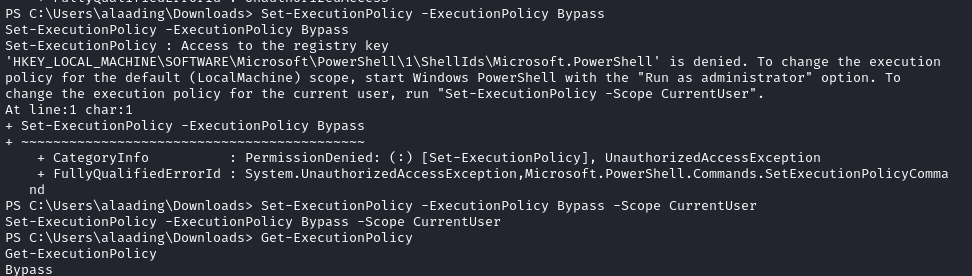 PS C:\Users\alaading\Downloads> Set-ExecutionPolicy -ExecutionPolicy Bypass
Set-ExecutionPolicy -ExecutionPolicy Bypass
Set-ExecutionPolicy : Access to the registry key
'HKEY_LOCAL_MACHINE\SOFTWARE\Microsoft\PowerShell\1\ShellIds\Microsoft.PowerShell' is denied. To change the execution
policy for the default (LocalMachine) scope, start Windows PowerShell with the "Run as administrator" option. To
change the execution policy for the current user, run "Set-ExecutionPolicy -Scope CurrentUser".
At line:1 char:1
+ Set-ExecutionPolicy -ExecutionPolicy Bypass
+ ~~~~~~~~~~~~~~~~~~~~~~~~~~~~~~~~~~~~~~~~~~~
    + CategoryInfo          : PermissionDenied: (:) [Set-ExecutionPolicy], UnauthorizedAccessException
    + FullyQualifiedErrorId : System.UnauthorizedAccessException,Microsoft.PowerShell.Commands.SetExecutionPolicyComma
   nd
PS C:\Users\alaading\Downloads> Set-ExecutionPolicy -ExecutionPolicy Bypass -Scope CurrentUser
Set-ExecutionPolicy -ExecutionPolicy Bypass -Scope CurrentUser
PS C:\Users\alaading\Downloads> Get-ExecutionPolicy
Get-ExecutionPolicy
Bypass